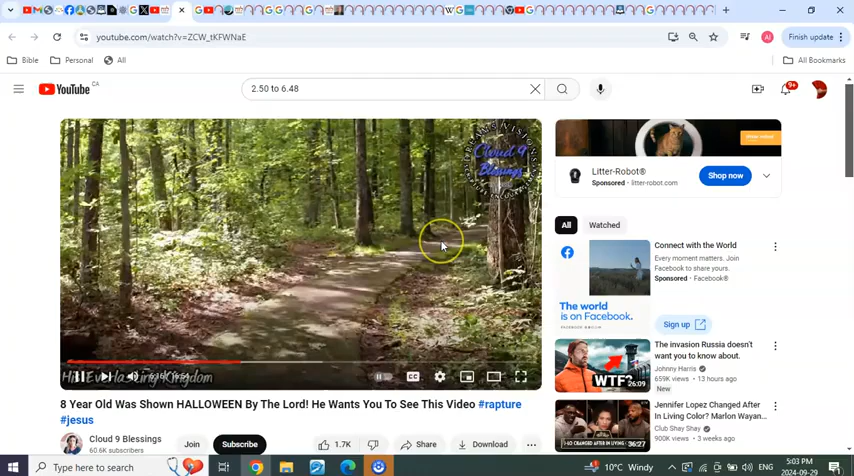 Finish update
youtube.com/watch?v=ZCW_tKFWNaE
Bible
Personal
All
All Bookmarks
YouTube CA
2.50 to 6.48
9+
Cloud 9
Blessings
Litter-Robot
Sponsored · litter-robot.com
Shop now
All
Watched
Connect with the World
Every moment matters. Join
Facebook to share yours.
Sponsored · Facebook®
The world
is on Facebook.
Sign up
The invasion Russia doesn't
want you to know about.
Johnny Harris
659K views · 13 hours ago
New
WTF?
26:09
Jennifer Lopez Changed After
In Living Color? Marlon Wayan...
Club Shay Shay
900K views · 3 weeks ago
36:27
8 Year Old Was Shown HALLOWEEN By The Lord! He Wants You To See This Video #rapture
#jesus
Cloud 9 Blessings
60.6K subscribers
Join
Subscribe
1.7K
Share
Download
Type here to search
10°C Windy
ENG
5:03 PM
2024-09-29